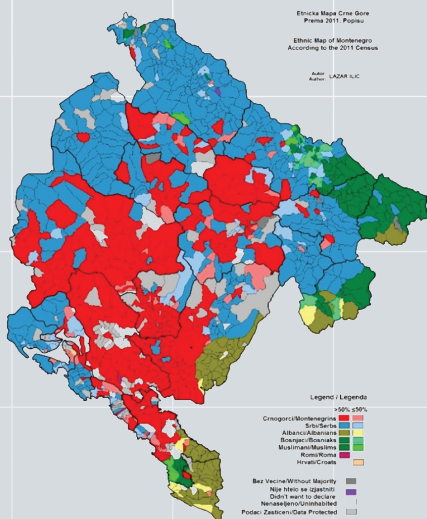 Etnicka Mapa Crne Gore
Prema 2011. Popisu
Ethnic Map of Montenegro
According to the 2011 Census
Autor
Author: LAZAR ILIC
Legend / Legenda
>50% ≤50%
Crnogorci/Montenegrins
Srbi/Serbs
Albanci/Albanians
Bosnjaci/Bosniaks
Muslimani/Muslims
Romi/Roma
Hrvati/Croats
Bez Vecine/Without Majority
Nije htelo se izjastniti
Didn't want to declare
Nenaseljeno/Uninhabited
Podaci Zasticeni/Data Protected